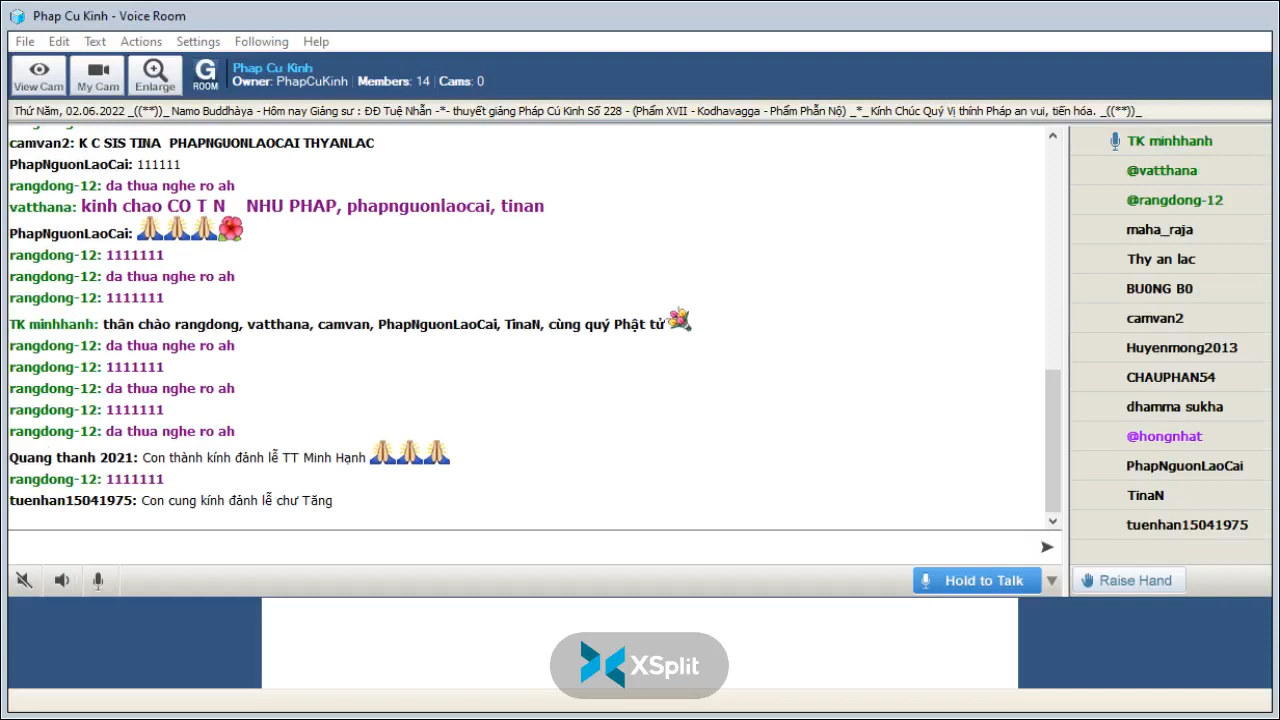 Phap Cu Kinh - Voice Room
File Edit Text Actions Settings Following Help
View Cam My Cam Enlarge
G ROOM
Phap Cu Kinh
Owner: PhapCuKinh | Members: 14 | Cams: 0
Thứ Năm, 02.06.2022 _((**))_ Namo Buddhàya - Hôm nay Giảng sư : ĐĐ Tuệ Nhẫn -*- thuyết giảng Pháp Cú Kinh Số 228 - (Phẩm XVII - Kodhavagga - Phẩm Phẫn Nộ) _*_ Kính Chúc Quý Vị thính Pháp an vui, tiến hóa. _((**))_
camvan2: K C SIS TINA PHAPNGUONLAOCAI THYANLAC
PhapNguonLaoCai: 111111
rangdong-12: da thua nghe ro ah
vatthana: kinh chao CO T N NHU PHAP, phapnguonlaocai, tinan
PhapNguonLaoCai: 🙏🙏🙏🌺
rangdong-12: 1111111
rangdong-12: da thua nghe ro ah
rangdong-12: 1111111
TK minhhanh: thân chào rangdong, vatthana, camvan, PhapNguonLaoCai, TinaN, cùng quý Phật tử 💐
rangdong-12: da thua nghe ro ah
rangdong-12: 1111111
rangdong-12: da thua nghe ro ah
rangdong-12: 1111111
rangdong-12: da thua nghe ro ah
Quang thanh 2021: Con thành kính đảnh lễ TT Minh Hạnh 🙏🙏🙏
rangdong-12: 1111111
tuenhan15041975: Con cung kính đảnh lễ chư Tăng
TK minhhanh
@vatthana
@rangdong-12
maha_raja
Thy an lac
BU0NG B0
camvan2
Huyenmong2013
CHAUPHAN54
dhamma sukha
@hongnhat
PhapNguonLaoCai
TinaN
tuenhan15041975
Hold to Talk
Raise Hand
XSplit